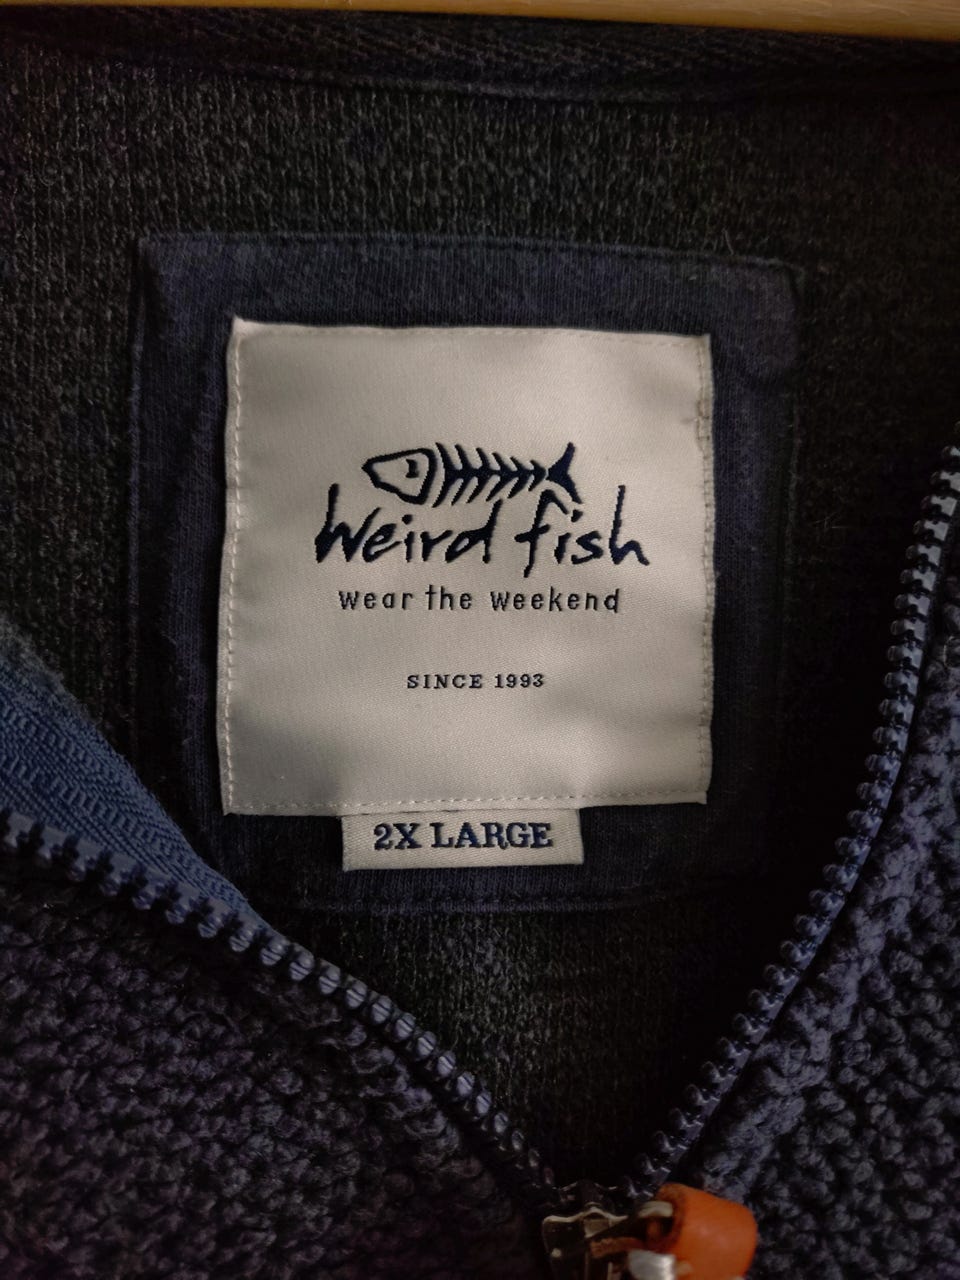 Weird fish
wear the weekend
SINCE 1993
2X LARGE